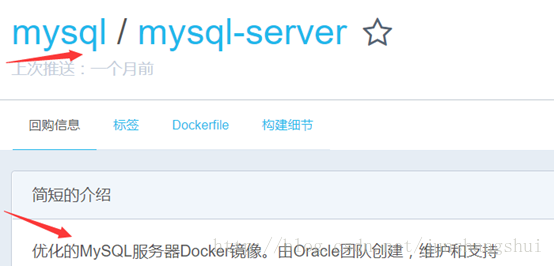 mysql / mysql-server
上次推送：一个月前
回购信息 标签 Dockerfile 构建细节
简短的介绍
优化的MySQL服务器Docker镜像。由Oracle团队创建，维护和支持